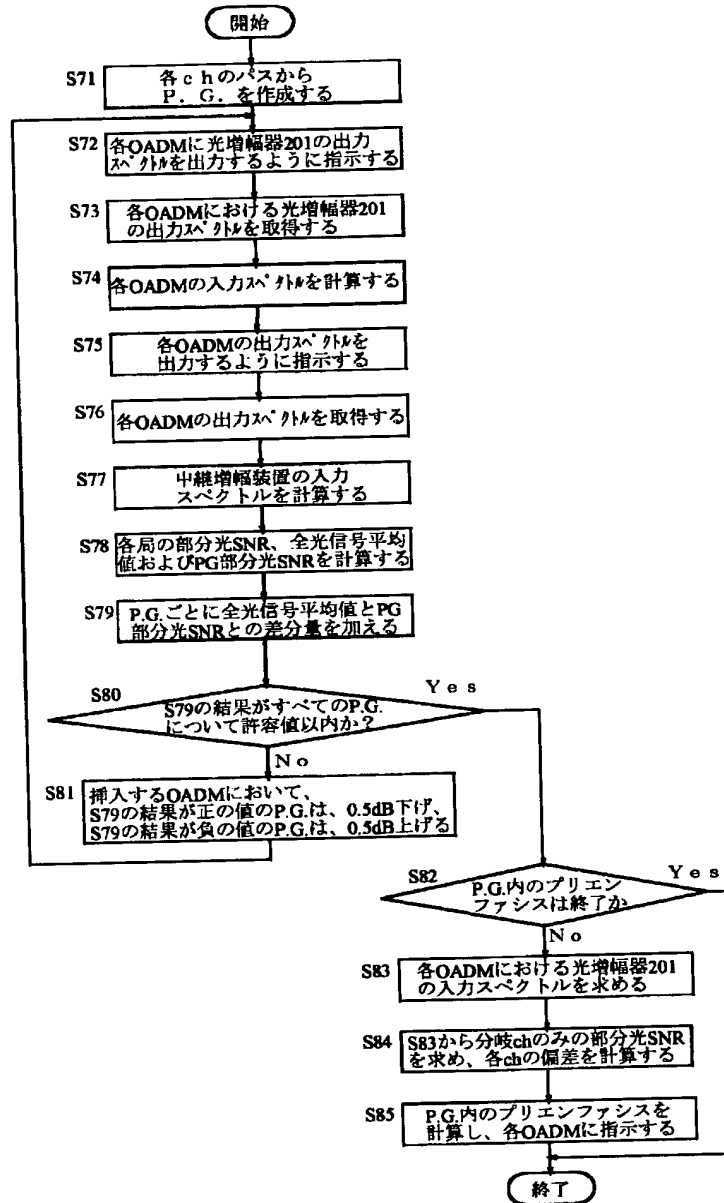 開始
S71
各ｃｈのパスから
Ｐ．Ｇ．を作成する
S72
各OADMに光増幅器201の出力
ｽﾍﾟｸﾄﾙを出力するように指示する
S73
各OADMにおける光増幅器201
の出力ｽﾍﾟｸﾄﾙを取得する
S74
各OADMの入力ｽﾍﾟｸﾄﾙを計算する
S75
各OADMの出力ｽﾍﾟｸﾄﾙを
出力するように指示する
S76
各OADMの出力ｽﾍﾟｸﾄﾙを取得する
S77
中継増幅装置の入力
スペクトルを計算する
S78
各局の部分光SNR、全光信号平均
値およびPG部分光SNRを計算する
S79
P.G.ごとに全光信号平均値とPG
部分光SNRとの差分量を加える
S80
S79の結果がすべてのP.G.
について許容値以内か？
Ｙｅｓ
Ｎｏ
S81
挿入するOADMにおいて、
S79の結果が正の値のP.G.は、0.5dB下げ、
S79の結果が負の値のP.G.は、0.5dB上げる
S82
P.G.内のプリエン
ファシスは終了か
Ｙｅｓ
Ｎｏ
S83
各OADMにおける光増幅器201
の入力スペクトルを求める
S84
S83から分岐chのみの部分光SNR
を求め、各chの偏差を計算する
S85
P.G.内のプリエンファシスを
計算し、各OADMに指示する
終了